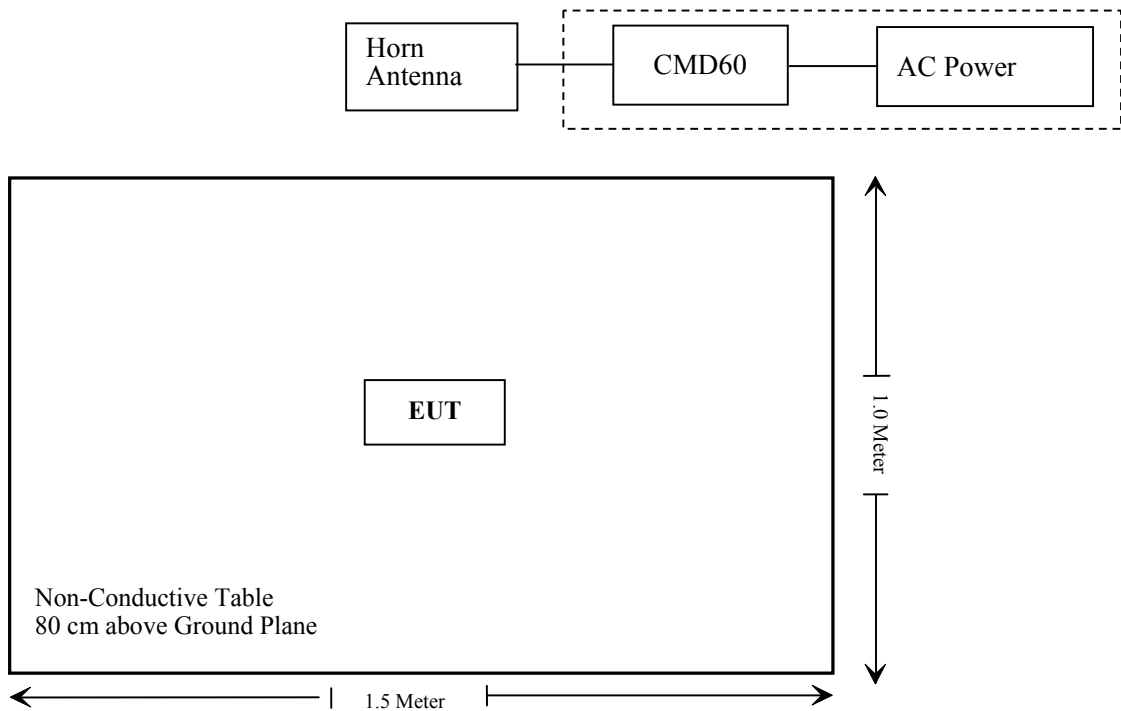 Horn
Antenna
CMD60
AC Power
EUT
1.0 Meter
Non-Conductive Table
80 cm above Ground Plane
1.5 Meter